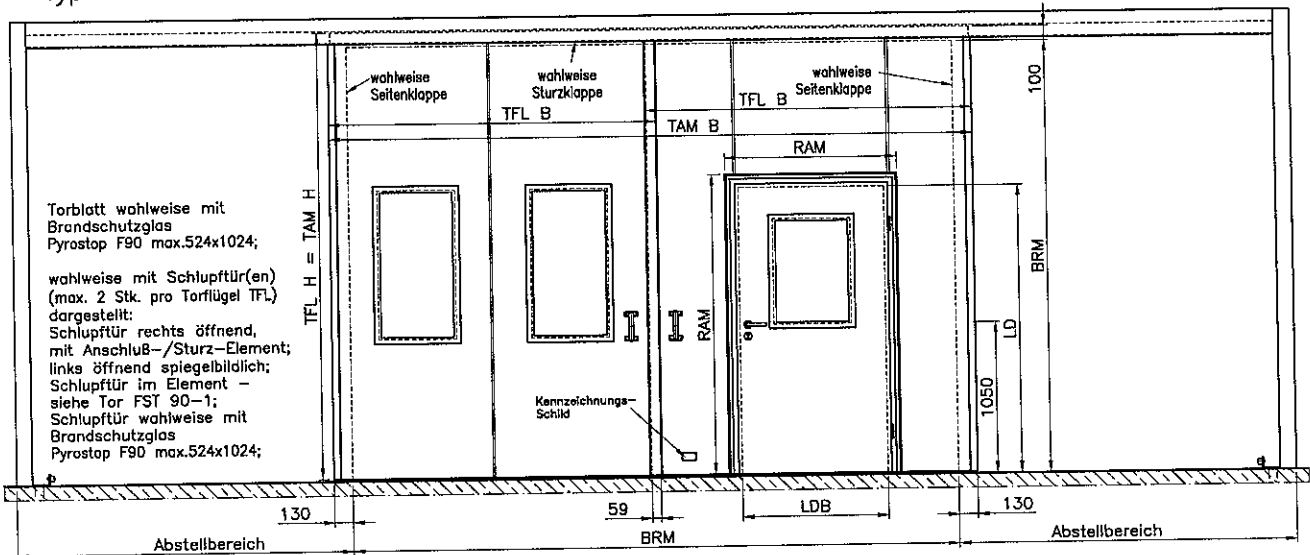 typ
wahlweise
Seitenklappe
wahlweise
Sturzklappe
wahlweise
Seitenklappe
TFL B
TFL B
TAM B
RAM
100
Torblatt wahlweise mit
Brandschutzglas
Pyrostop F90 max.524x1024;
wahlweise mit Schlupftür(en)
(max. 2 Stk. pro Torflügel TFL)
dargestellt:
Schlupftür rechts öffnend,
mit Anschluß-/Sturz-Element;
links öffnend spiegelbildlich;
Schlupftür im Element –
siehe Tor FST 90-1;
Schlupftür wahlweise mit
Brandschutzglas
Pyrostop F90 max.524x1024;
TFL H = TAM H
RAM
1050
LD
BRM
Kennzeichnungs-
Schild
130
59
LDB
130
Abstellbereich
BRM
Abstellbereich